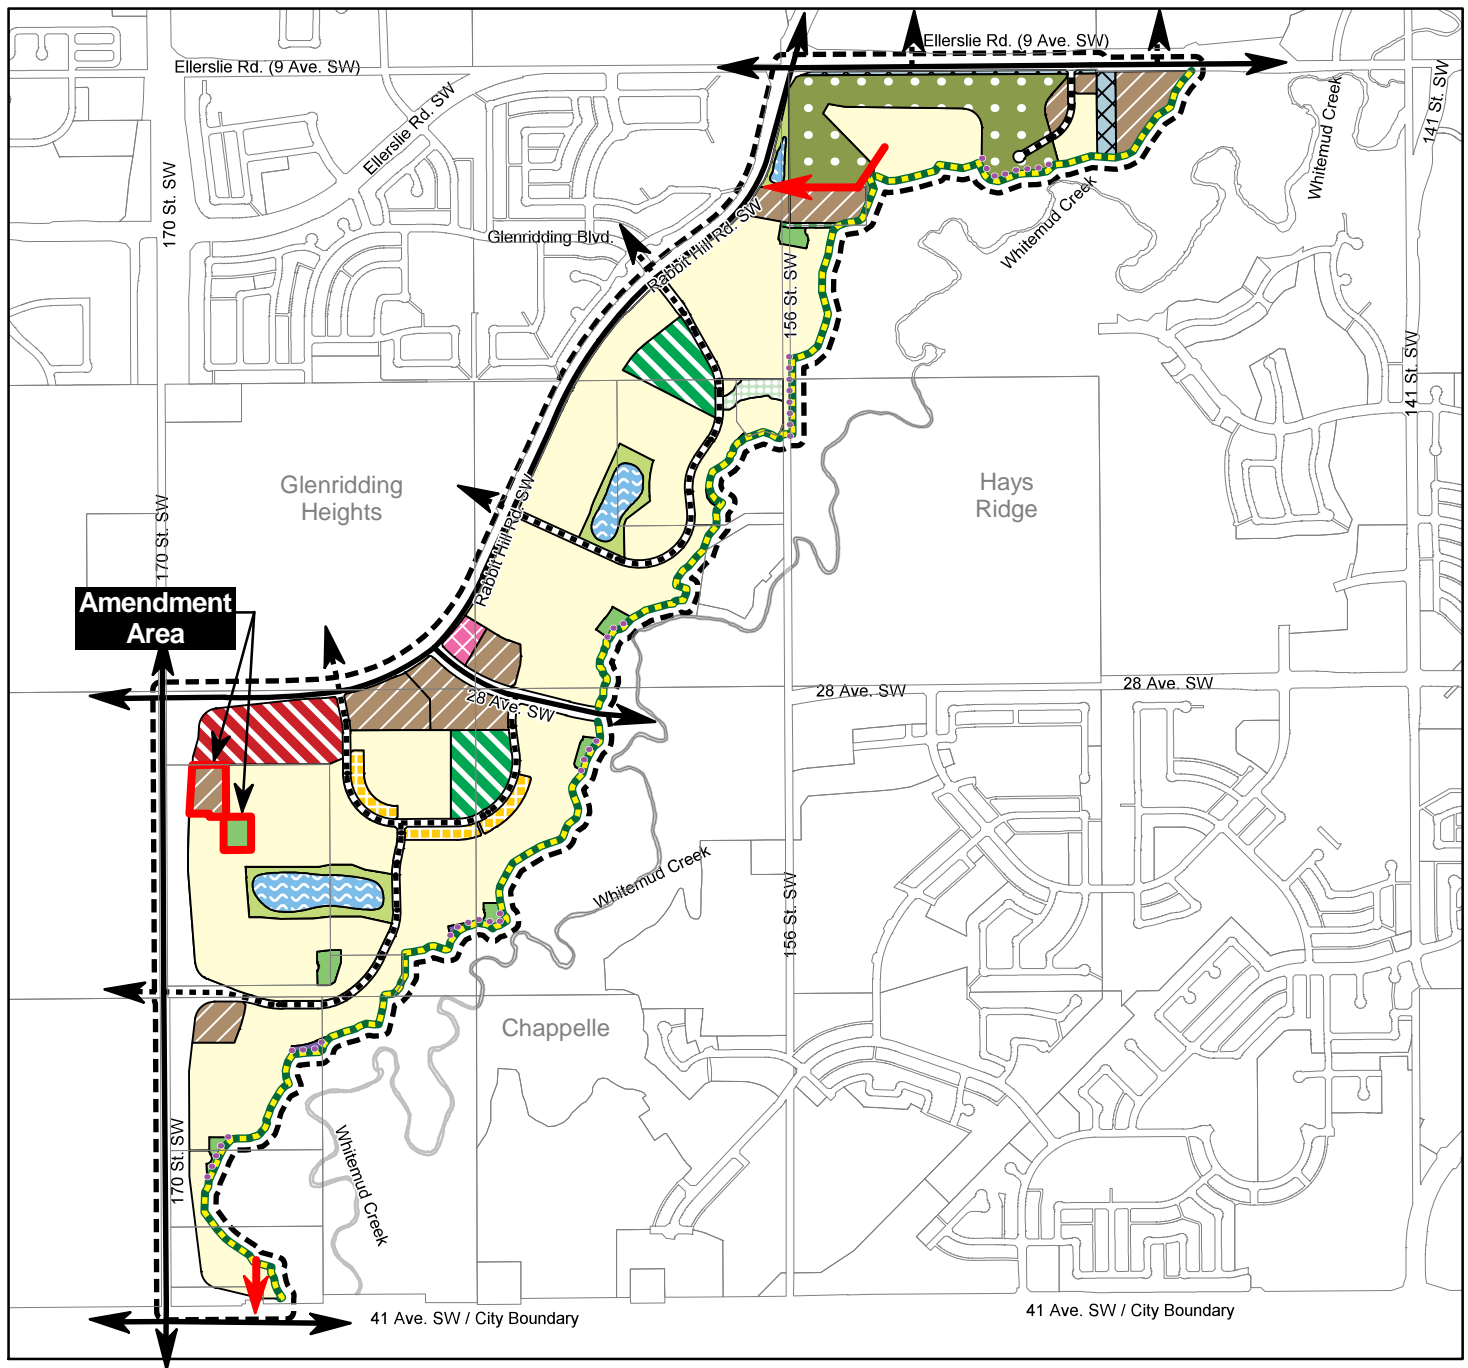 Ellerslie Rd. (9 Ave. SW)
Ellerslie Rd. (9 Ave. SW)
141 St. SW
Whitemud Creek
Ellerslie Rd. SW
170 St. SW
Whitemud Creek
Glenridding Blvd.
Rabbit Hill Rd. SW
156 St. SW
141 St. SW
Glenridding
Heights
Hays
Ridge
170 St. SW
Rabbit Hill Rd. SW
Amendment
Area
28 Ave. SW
28 Ave. SW
28 Ave. SW
Whitemud Creek
156 St. SW
Chappelle
170 St. SW
Whitemud Creek
41 Ave. SW / City Boundary
41 Ave. SW / City Boundary